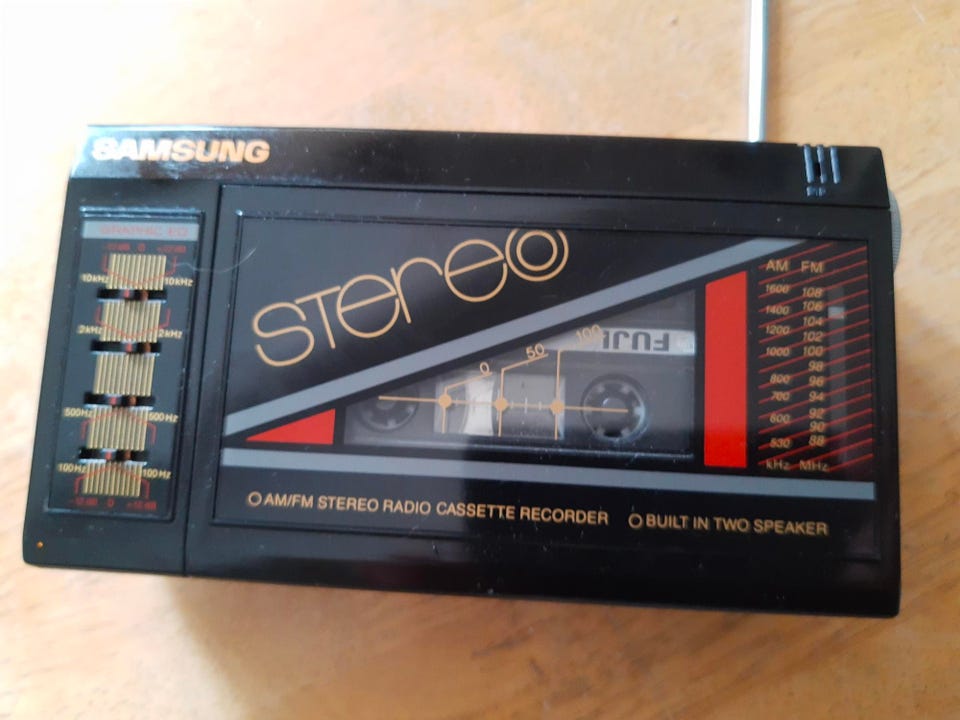 SAMSUNG
GRAPHIC EQ
0
10kHz 10kHz
2kHz 2kHz
500Hz 500Hz
100Hz 100Hz
0
stereo
FUJI
0 50 100
AM FM
1600 108
1400 106
1200 104
102
1000 100
98
800 96
700 94
600 92
90
530 88
kHz MHz
AM/FM STEREO RADIO CASSETTE RECORDER
BUILT IN TWO SPEAKER